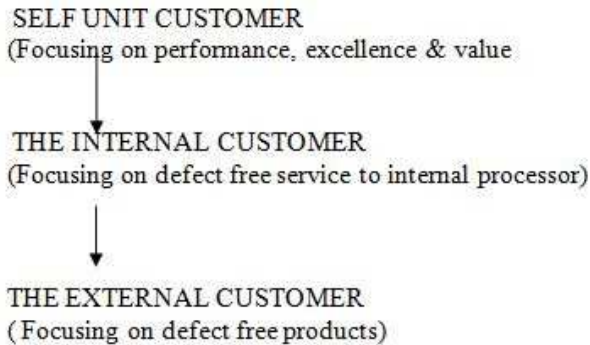 SELF UNIT CUSTOMER
(Focusing on performance, excellence & value
THE INTERNAL CUSTOMER
(Focusing on defect free service to internal processor)
THE EXTERNAL CUSTOMER
( Focusing on defect free products)